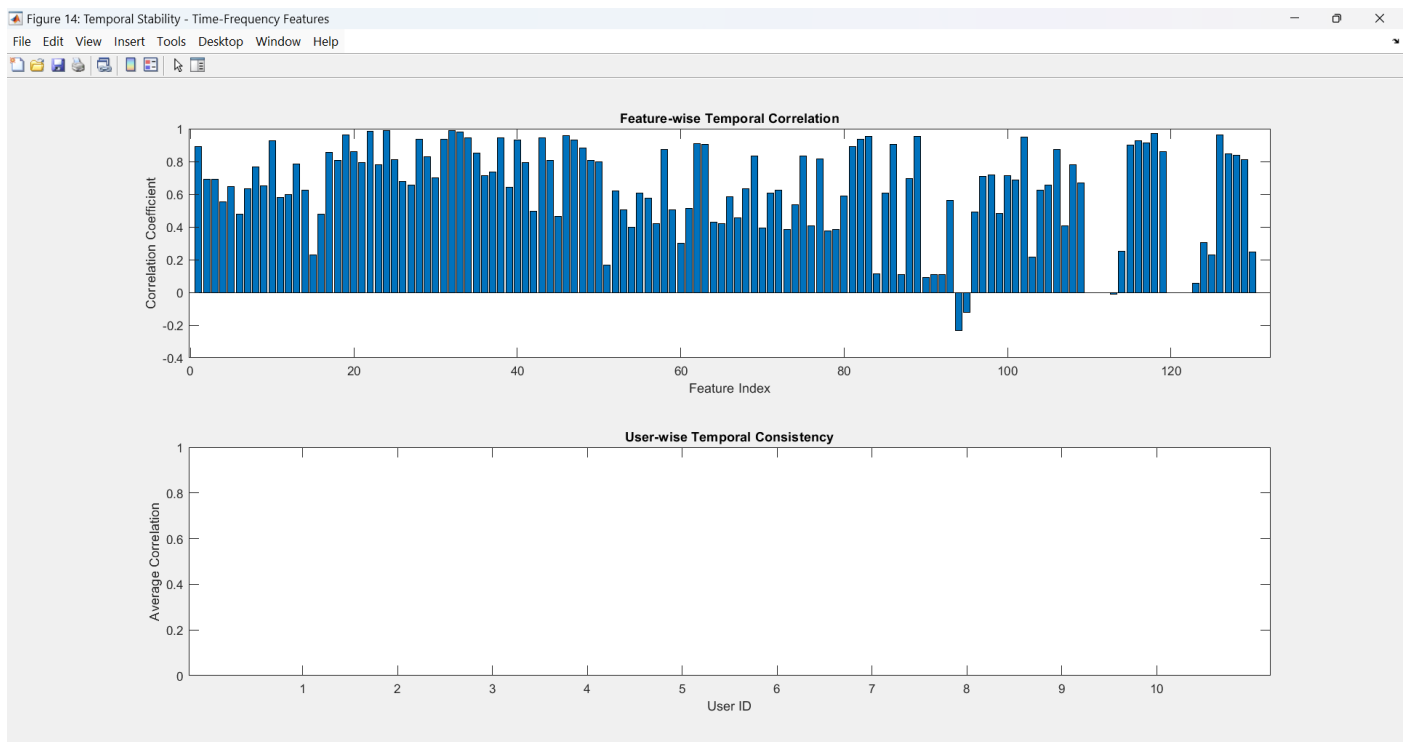 Figure 14: Temporal Stability - Time-Frequency Features
File Edit View Insert Tools Desktop Window Help
Feature-wise Temporal Correlation
Correlation Coefficient
1
0.8
0.6
0.4
0.2
0
-0.2
-0.4
0 20 40 60 80 100 120
Feature Index
User-wise Temporal Consistency
Average Correlation
1
0.8
0.6
0.4
0.2
0
1 2 3 4 5 6 7 8 9 10
User ID